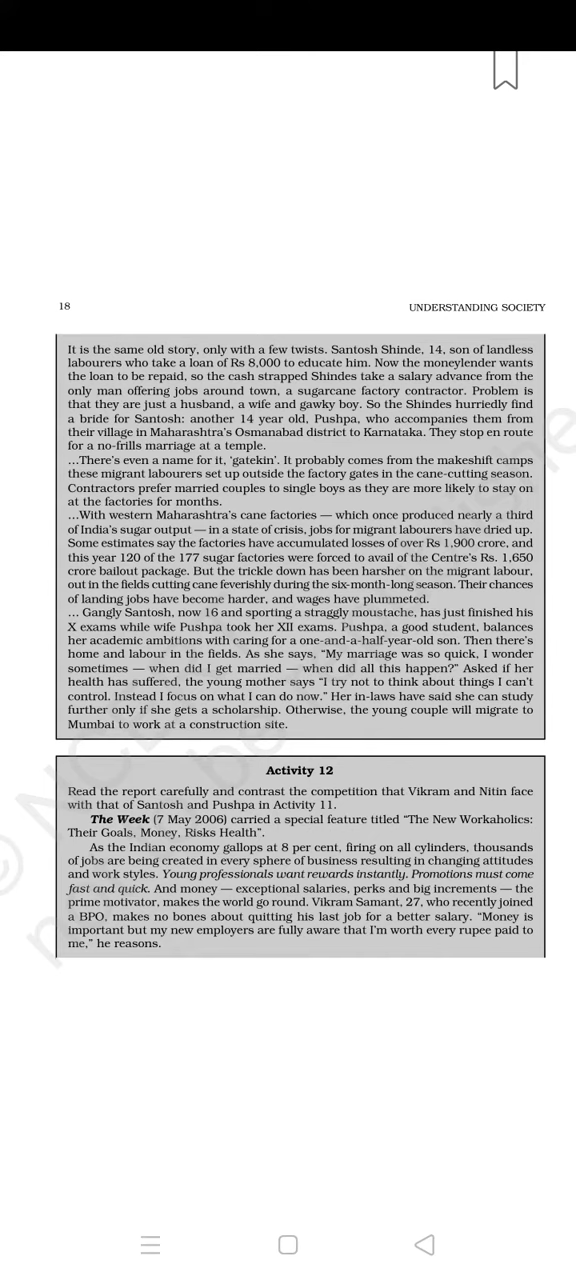 18
UNDERSTANDING SOCIETY
It is the same old story, only with a few twists. Santosh Shinde, 14, son of landless
labourers who take a loan of Rs 8,000 to educate him. Now the moneylender wants
the loan to be repaid, so the cash strapped Shindes take a salary advance from the
only man offering jobs around town, a sugarcane factory contractor. Problem is
that they are just a husband, a wife and gawky boy. So the Shindes hurriedly find
a bride for Santosh: another 14 year old, Pushpa, who accompanies them from
their village in Maharashtra's Osmanabad district to Karnataka. They stop en route
for a no-frills marriage at a temple.
…There's even a name for it, 'gatekin'. It probably comes from the makeshift camps
these migrant labourers set up outside the factory gates in the cane-cutting season.
Contractors prefer married couples to single boys as they are more likely to stay on
at the factories for months.
…With western Maharashtra's cane factories — which once produced nearly a third
of India's sugar output — in a state of crisis, jobs for migrant labourers have dried up.
Some estimates say the factories have accumulated losses of over Rs 1,900 crore, and
this year 120 of the 177 sugar factories were forced to avail of the Centre's Rs. 1,650
crore bailout package. But the trickle down has been harsher on the migrant labour,
out in the fields cutting cane feverishly during the six-month-long season. Their chances
of landing jobs have become harder, and wages have plummeted.
… Gangly Santosh, now 16 and sporting a straggly moustache, has just finished his
X exams while wife Pushpa took her XII exams. Pushpa, a good student, balances
her academic ambitions with caring for a one-and-a-half-year-old son. Then there's
home and labour in the fields. As she says, "My marriage was so quick, I wonder
sometimes — when did I get married — when did all this happen?" Asked if her
health has suffered, the young mother says "I try not to think about things I can't
control. Instead I focus on what I can do now." Her in-laws have said she can study
further only if she gets a scholarship. Otherwise, the young couple will migrate to
Mumbai to work at a construction site.
Activity 12
Read the report carefully and contrast the competition that Vikram and Nitin face
with that of Santosh and Pushpa in Activity 11.
The Week (7 May 2006) carried a special feature titled "The New Workaholics:
Their Goals, Money, Risks Health".
As the Indian economy gallops at 8 per cent, firing on all cylinders, thousands
of jobs are being created in every sphere of business resulting in changing attitudes
and work styles. Young professionals want rewards instantly. Promotions must come
fast and quick. And money — exceptional salaries, perks and big increments — the
prime motivator, makes the world go round. Vikram Samant, 27, who recently joined
a BPO, makes no bones about quitting his last job for a better salary. "Money is
important but my new employers are fully aware that I'm worth every rupee paid to
me," he reasons.